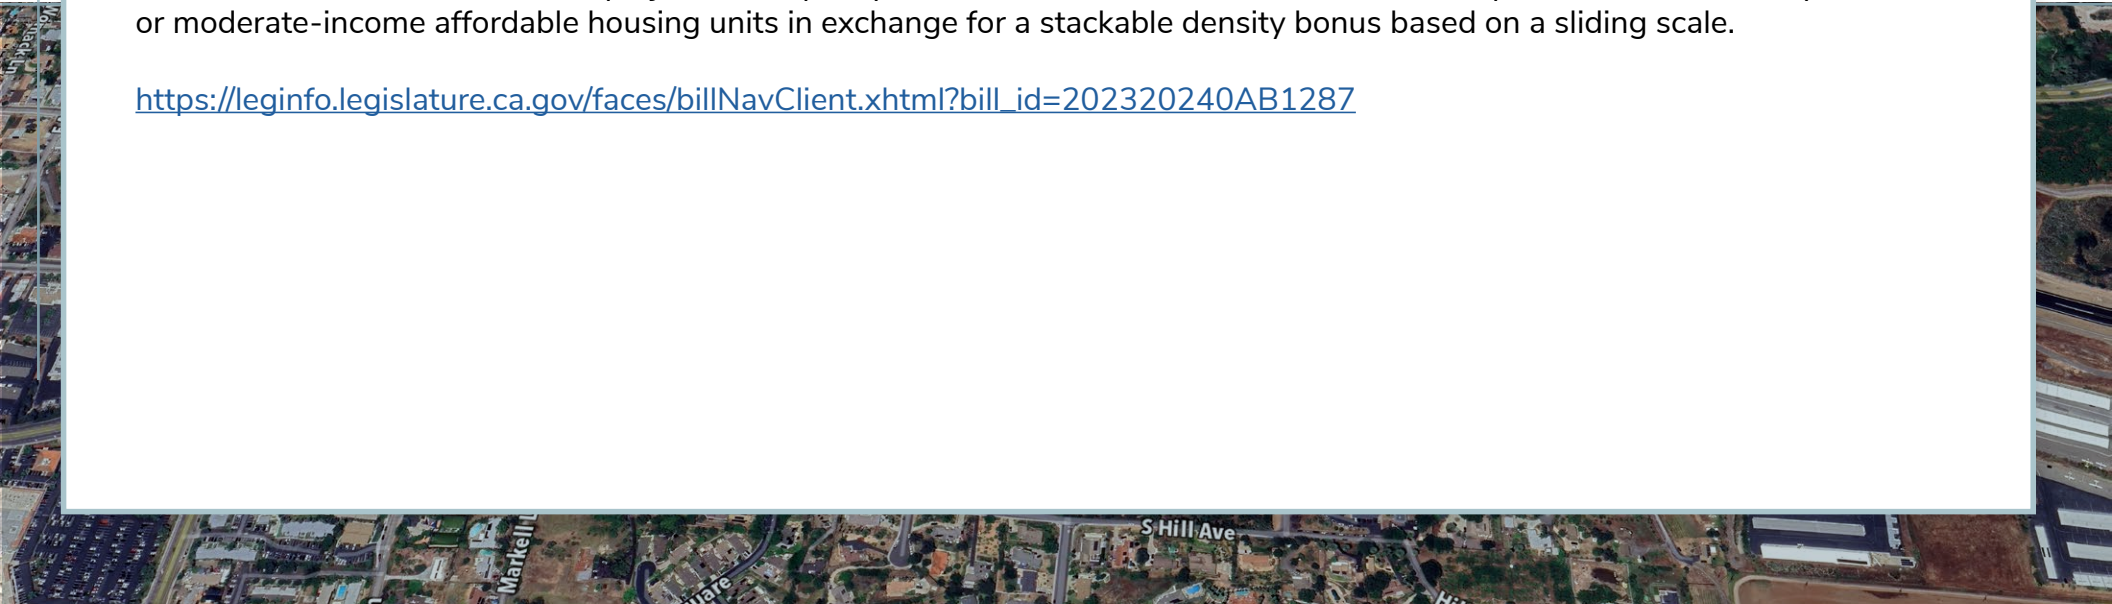 or moderate-income affordable housing units in exchange for a stackable density bonus based on a sliding scale.
https://leginfo.legislature.ca.gov/faces/billNavClient.xhtml?bill_id=202320240AB1287
S Hill Ave